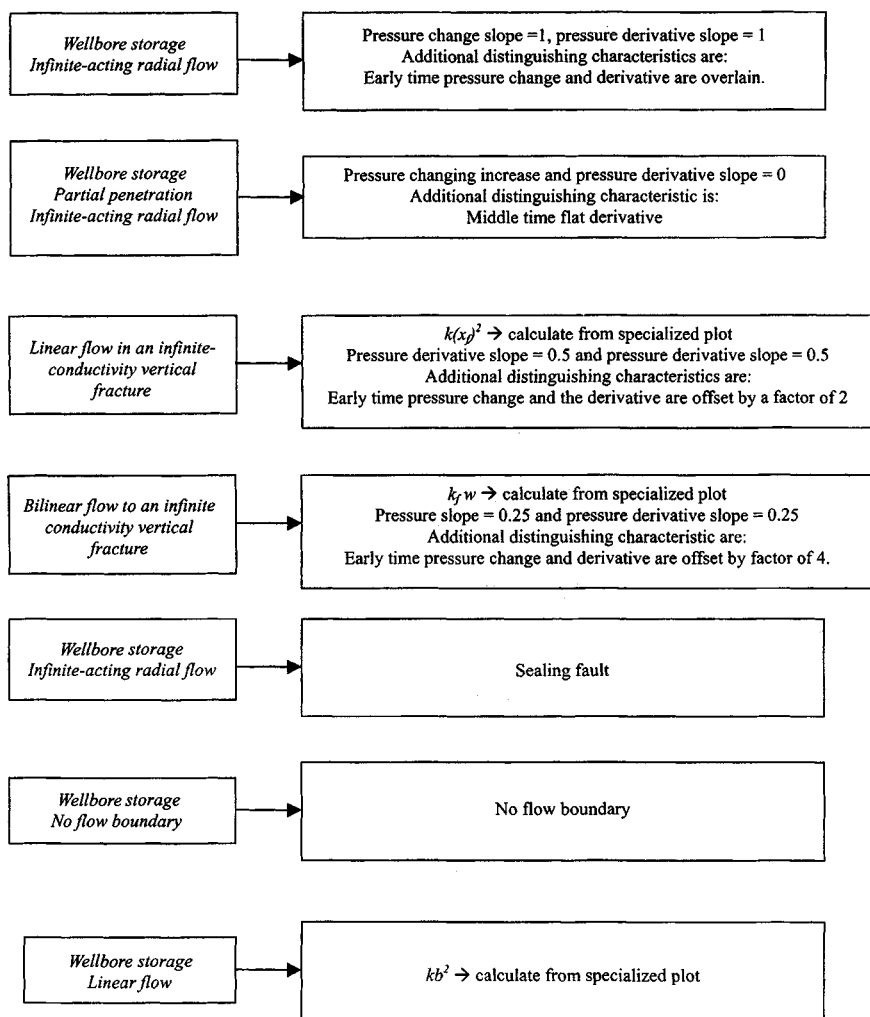 Wellbore storage
Infinite-acting radial flow
Pressure change slope =1, pressure derivative slope = 1
Additional distinguishing characteristics are:
Early time pressure change and derivative are overlain.
Wellbore storage
Partial penetration
Infinite-acting radial flow
Pressure changing increase and pressure derivative slope = 0
Additional distinguishing characteristic is:
Middle time flat derivative
Linear flow in an infinite-
conductivity vertical
fracture
k(x_f)² → calculate from specialized plot
Pressure derivative slope = 0.5 and pressure derivative slope = 0.5
Additional distinguishing characteristics are:
Early time pressure change and the derivative are offset by a factor of 2
Bilinear flow to an infinite
conductivity vertical
fracture
k_f w → calculate from specialized plot
Pressure slope = 0.25 and pressure derivative slope = 0.25
Additional distinguishing characteristic are:
Early time pressure change and derivative are offset by factor of 4.
Wellbore storage
Infinite-acting radial flow
Sealing fault
Wellbore storage
No flow boundary
No flow boundary
Wellbore storage
Linear flow
kb² → calculate from specialized plot